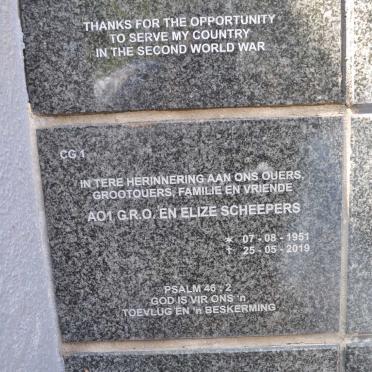 THANKS FOR THE OPPORTUNITY
TO SERVE MY COUNTRY
IN THE SECOND WORLD WAR
CG 1
IN TERE HERINNERING AAN ONS OUERS,
GROOTOUERS, FAMILIE EN VRIENDE
AO1 G.R.O. EN ELIZE SCHEEPERS
* 07 - 08 - 1951
† 25 - 05 - 2019
PSALM 46 : 2
GOD IS VIR ONS 'n
TOEVLUG EN 'n BESKERMING